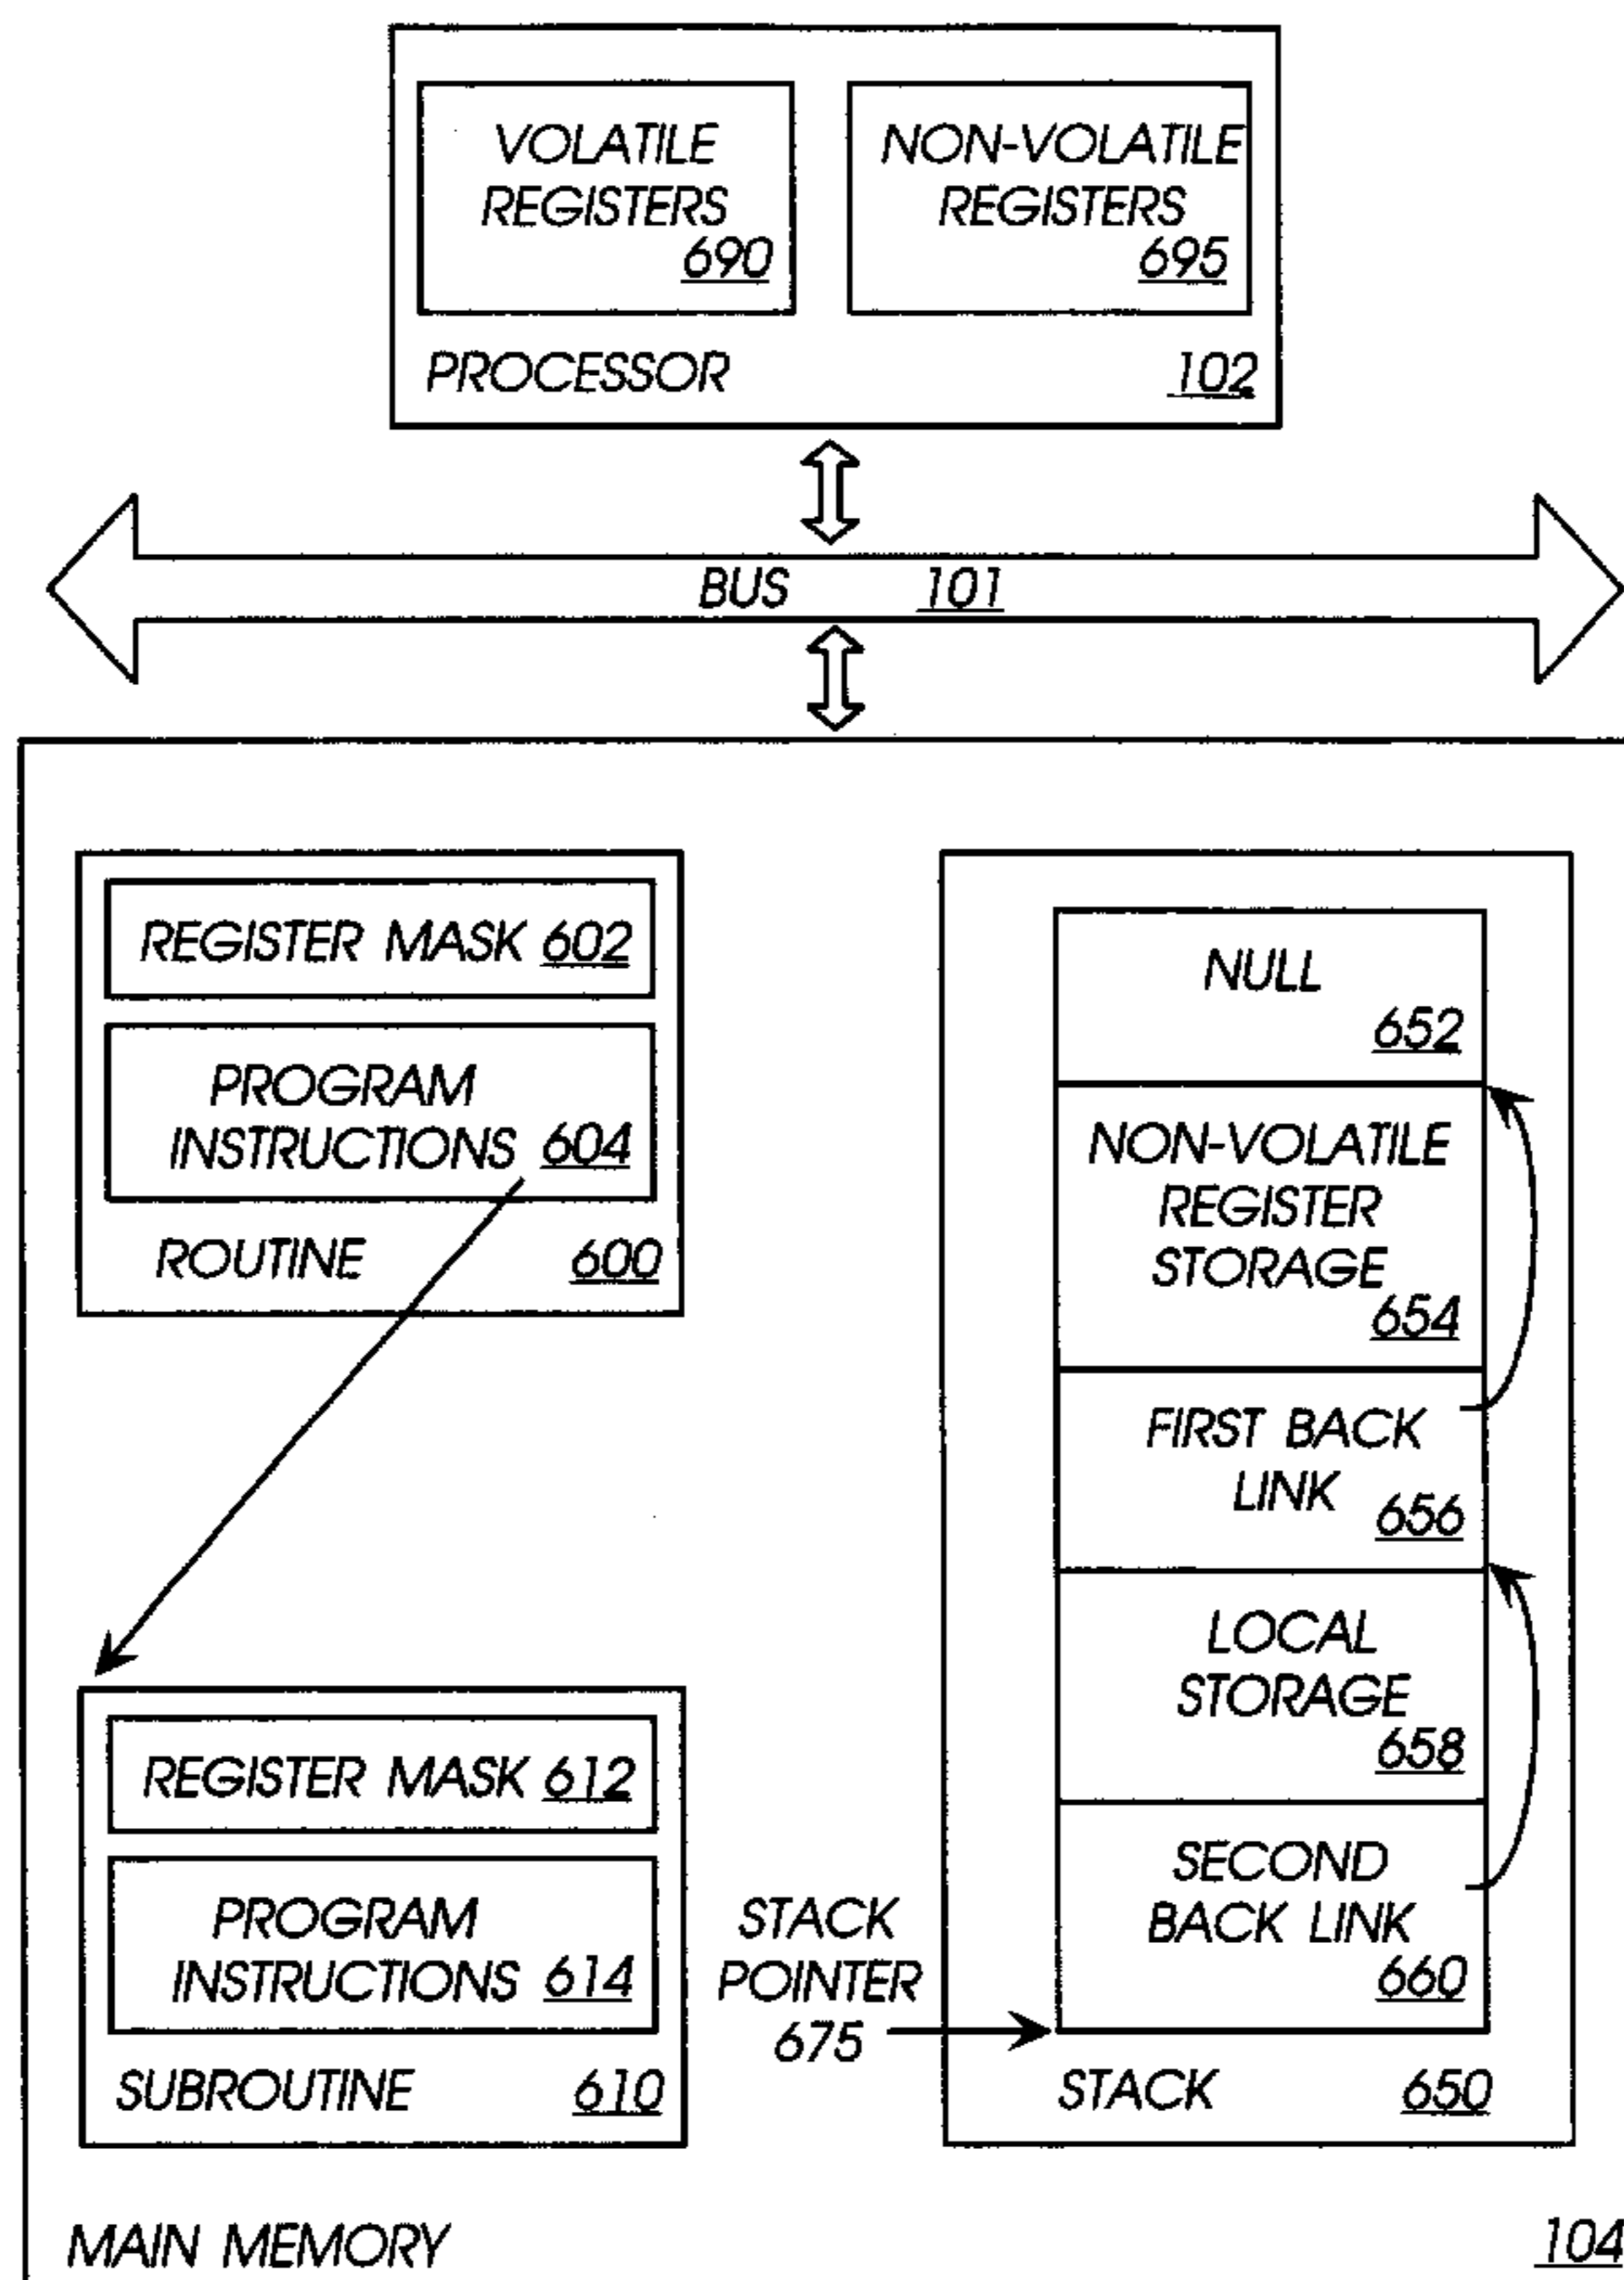 VOLATILE
REGISTERS
690
NON-VOLATILE
REGISTERS
695
PROCESSOR 102
BUS 101
REGISTER MASK 602
PROGRAM
INSTRUCTIONS 604
ROUTINE 600
REGISTER MASK 612
PROGRAM
INSTRUCTIONS 614
SUBROUTINE 610
STACK
POINTER
675
NULL
652
NON-VOLATILE
REGISTER
STORAGE
654
FIRST BACK
LINK
656
LOCAL
STORAGE
658
SECOND
BACK LINK
660
STACK 650
MAIN MEMORY 104